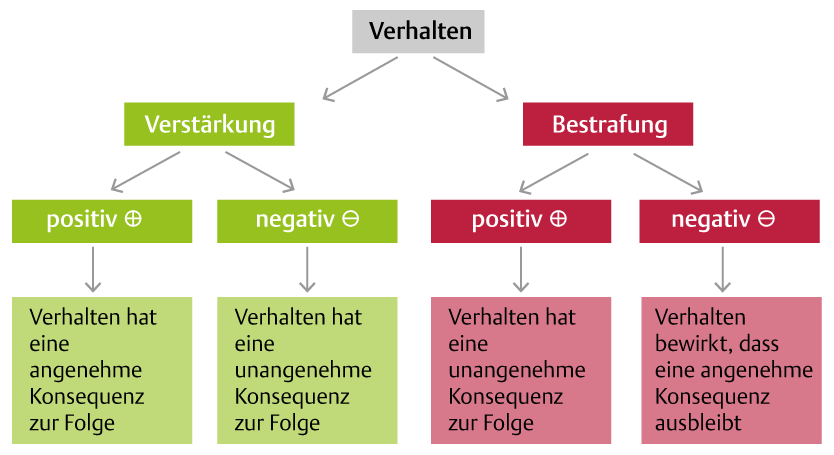 Verhalten
Verstärkung
Bestrafung
positiv ⊕
negativ ⊖
positiv ⊕
negativ ⊖
Verhalten hat
eine
angenehme
Konsequenz
zur Folge
Verhalten hat
eine
unangenehme
Konsequenz
zur Folge
Verhalten hat
eine
unangenehme
Konsequenz
zur Folge
Verhalten
bewirkt, dass
eine angenehme
Konsequenz
ausbleibt